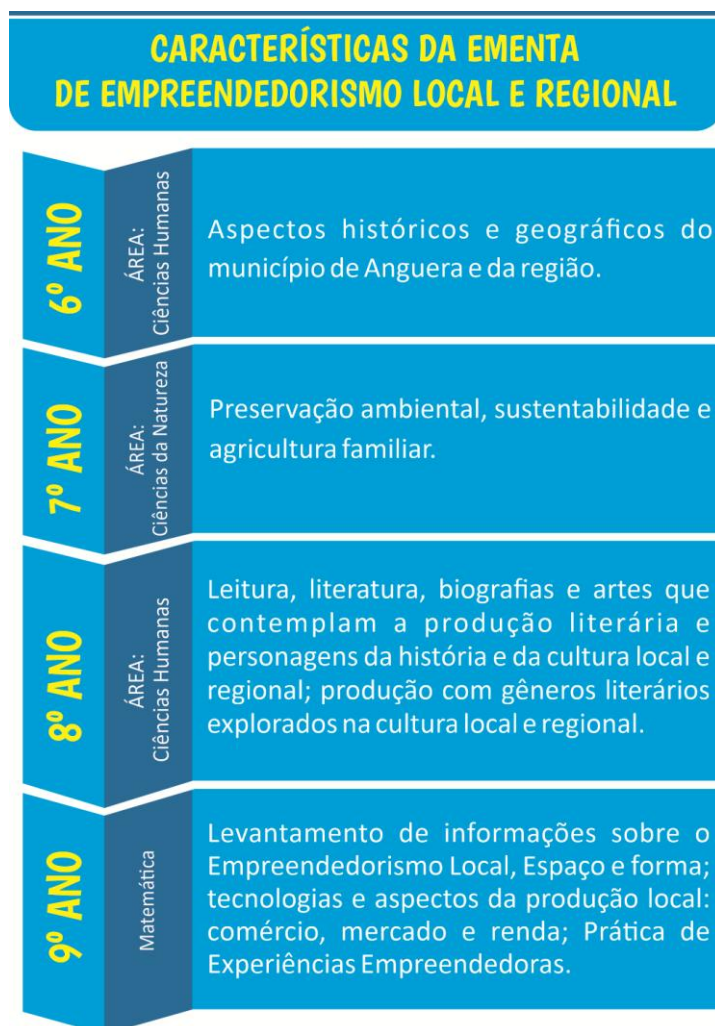 CARACTERÍSTICAS DA EMENTA
DE EMPREENDEDORISMO LOCAL E REGIONAL
6º ANO
ÁREA:
Ciências Humanas
Aspectos históricos e geográficos do
município de Anguera e da região.
7º ANO
ÁREA:
Ciências da Natureza
Preservação ambiental, sustentabilidade e
agricultura familiar.
8º ANO
ÁREA:
Ciências Humanas
Leitura, literatura, biografias e artes que
contemplam a produção literária e
personagens da história e da cultura local e
regional; produção com gêneros literários
explorados na cultura local e regional.
9º ANO
Matemática
Levantamento de informações sobre o
Empreendedorismo Local, Espaço e forma;
tecnologias e aspectos da produção local:
comércio, mercado e renda; Prática de
Experiências Empreendedoras.